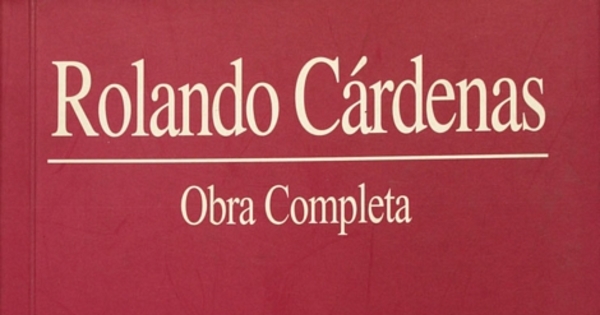 Rolando Cárdenas
Obra Completa